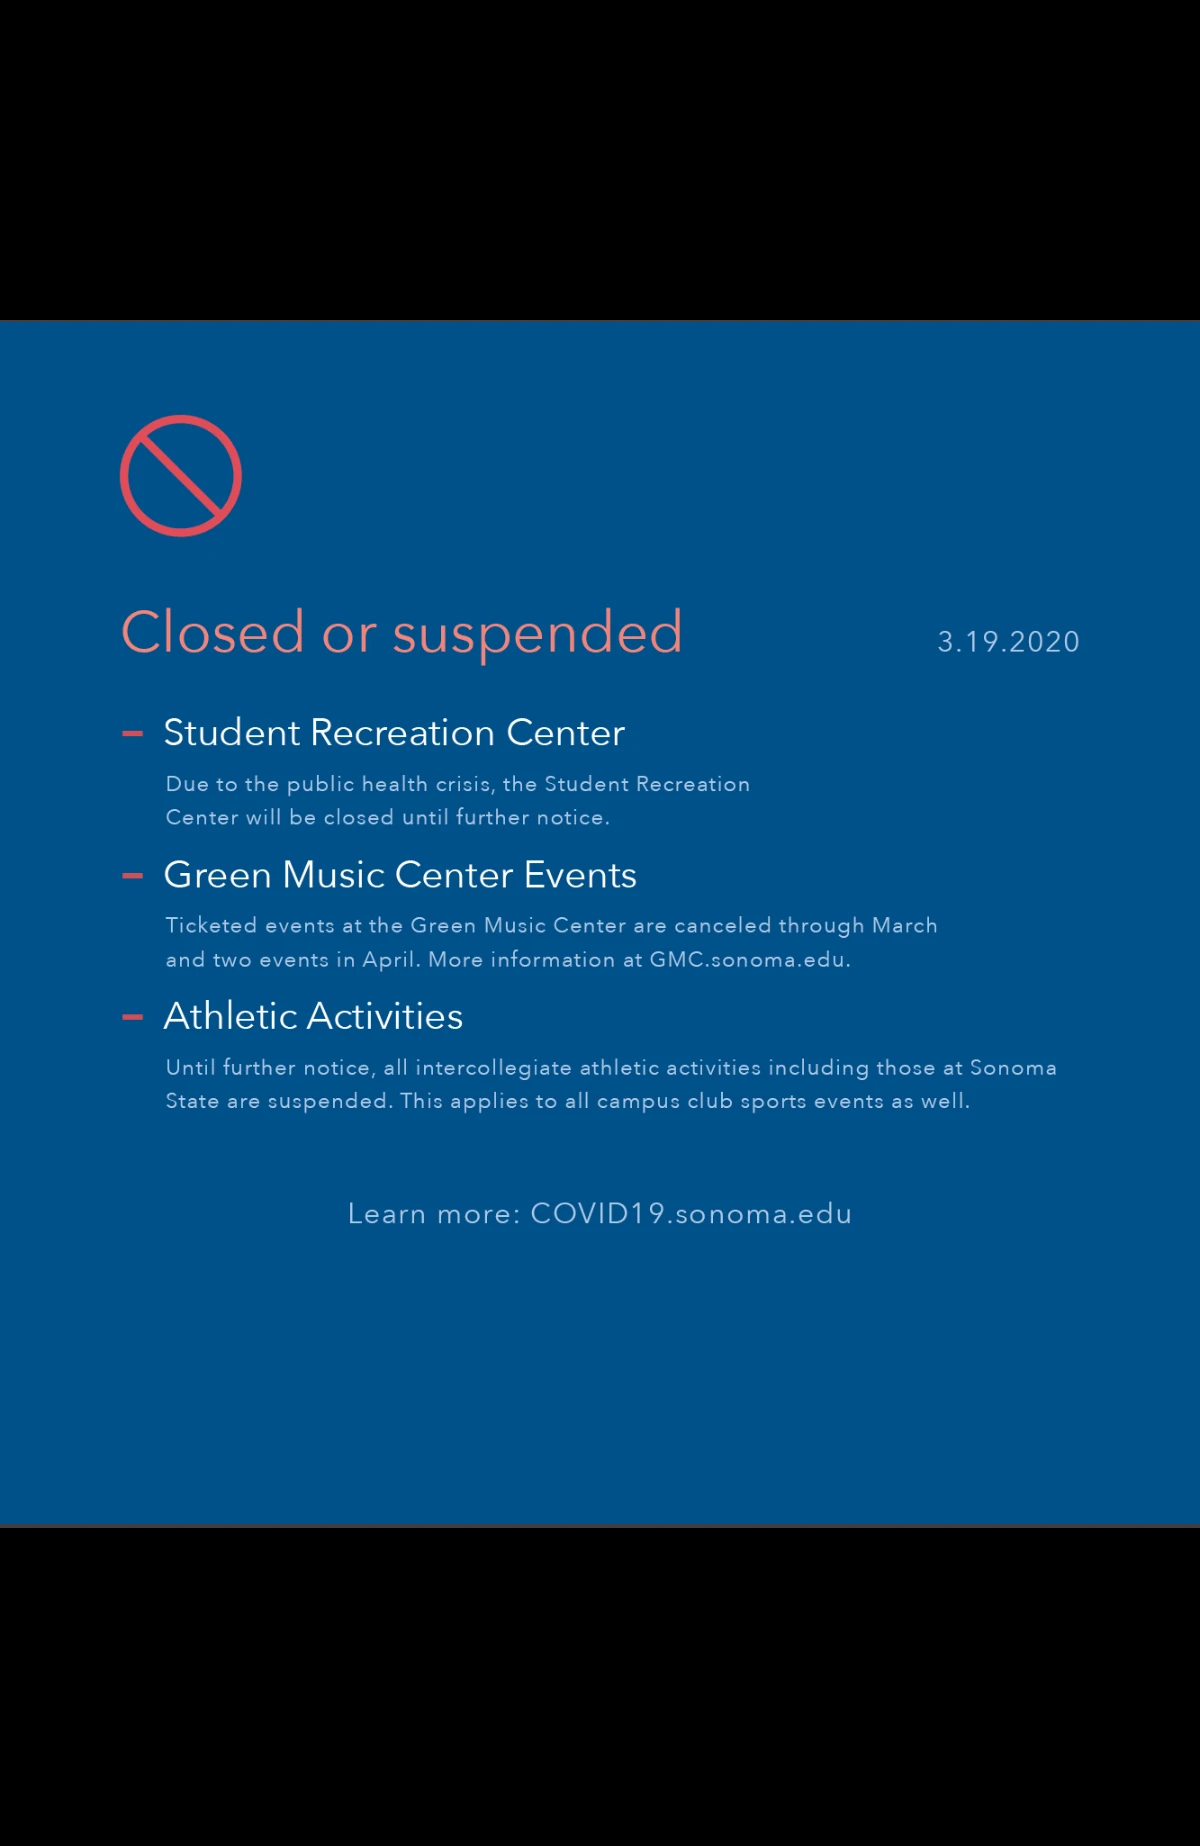 Closed or suspended
3.19.2020
– Student Recreation Center
Due to the public health crisis, the Student Recreation
Center will be closed until further notice.
– Green Music Center Events
Ticketed events at the Green Music Center are canceled through March
and two events in April. More information at GMC.sonoma.edu.
– Athletic Activities
Until further notice, all intercollegiate athletic activities including those at Sonoma
State are suspended. This applies to all campus club sports events as well.
Learn more: COVID19.sonoma.edu